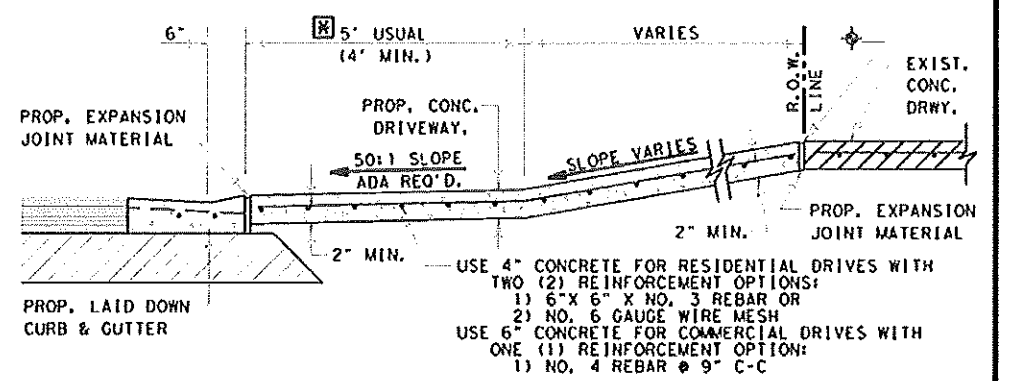 6"
* 5' USUAL
(4' MIN.)
VARIES
R.O.W.
LINE
EXIST.
CONC.
DRWY.
PROP. EXPANSION
JOINT MATERIAL
PROP. CONC.
DRIVEWAY.
50:1 SLOPE
ADA REQ'D.
SLOPE VARIES
2" MIN.
2" MIN.
PROP. EXPANSION
JOINT MATERIAL
PROP. LAID DOWN
CURB & GUTTER
USE 4" CONCRETE FOR RESIDENTIAL DRIVES WITH
TWO (2) REINFORCEMENT OPTIONS:
1) 6"X 6" X NO. 3 REBAR OR
2) NO. 6 GAUGE WIRE MESH
USE 6" CONCRETE FOR COMMERCIAL DRIVES WITH
ONE (1) REINFORCEMENT OPTION:
1) NO. 4 REBAR @ 9" C-C